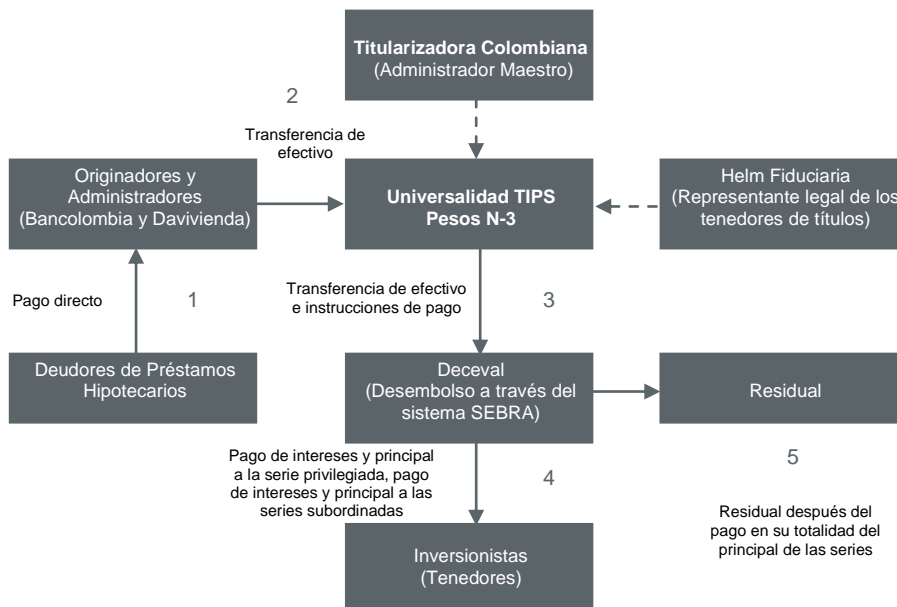 Titularizadora Colombiana
(Administrador Maestro)
2
Transferencia de
efectivo
Originadores y
Administradores
(Bancolombia y Davivienda)
Universalidad TIPS
Pesos N-3
Helm Fiduciaria
(Representante legal de los
tenedores de títulos)
Pago directo
1
Transferencia de efectivo
e instrucciones de pago
3
Deudores de Préstamos
Hipotecarios
Deceval
(Desembolso a través del
sistema SEBRA)
Residual
Pago de intereses y principal
a la serie privilegiada, pago
de intereses y principal a las
series subordinadas
4
5
Residual después del
pago en su totalidad del
principal de las series
Inversionistas
(Tenedores)